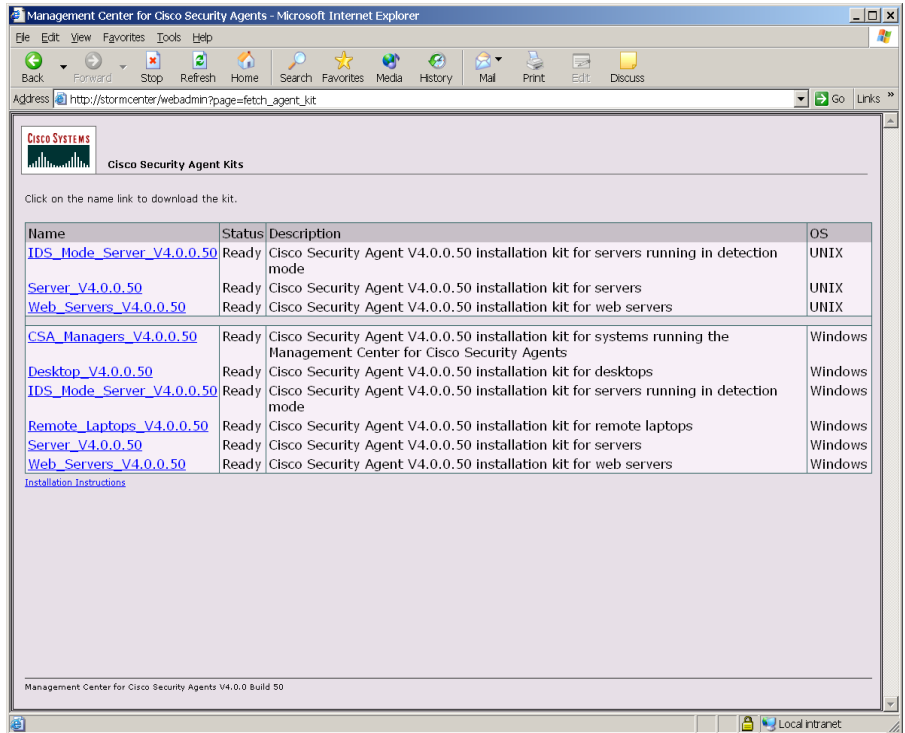 Management Center for Cisco Security Agents - Microsoft Internet Explorer
File Edit View Favorites Tools Help
Back Forward Stop Refresh Home Search Favorites Media History Mail Print Edit Discuss
Address http://stormcenter/webadmin?page=fetch_agent_kit Go Links »
CISCO SYSTEMS
Cisco Security Agent Kits
Click on the name link to download the kit.
Name Status Description OS
IDS_Mode_Server_V4.0.0.50 Ready Cisco Security Agent V4.0.0.50 installation kit for servers running in detection UNIX
mode
Server_V4.0.0.50 Ready Cisco Security Agent V4.0.0.50 installation kit for servers UNIX
Web_Servers_V4.0.0.50 Ready Cisco Security Agent V4.0.0.50 installation kit for web servers UNIX
CSA_Managers_V4.0.0.50 Ready Cisco Security Agent V4.0.0.50 installation kit for systems running the Windows
Management Center for Cisco Security Agents
Desktop_V4.0.0.50 Ready Cisco Security Agent V4.0.0.50 installation kit for desktops Windows
IDS_Mode_Server_V4.0.0.50 Ready Cisco Security Agent V4.0.0.50 installation kit for servers running in detection Windows
mode
Remote_Laptops_V4.0.0.50 Ready Cisco Security Agent V4.0.0.50 installation kit for remote laptops Windows
Server_V4.0.0.50 Ready Cisco Security Agent V4.0.0.50 installation kit for servers Windows
Web_Servers_V4.0.0.50 Ready Cisco Security Agent V4.0.0.50 installation kit for web servers Windows
Installation Instructions
Management Center for Cisco Security Agents V4.0.0 Build 50
Local intranet